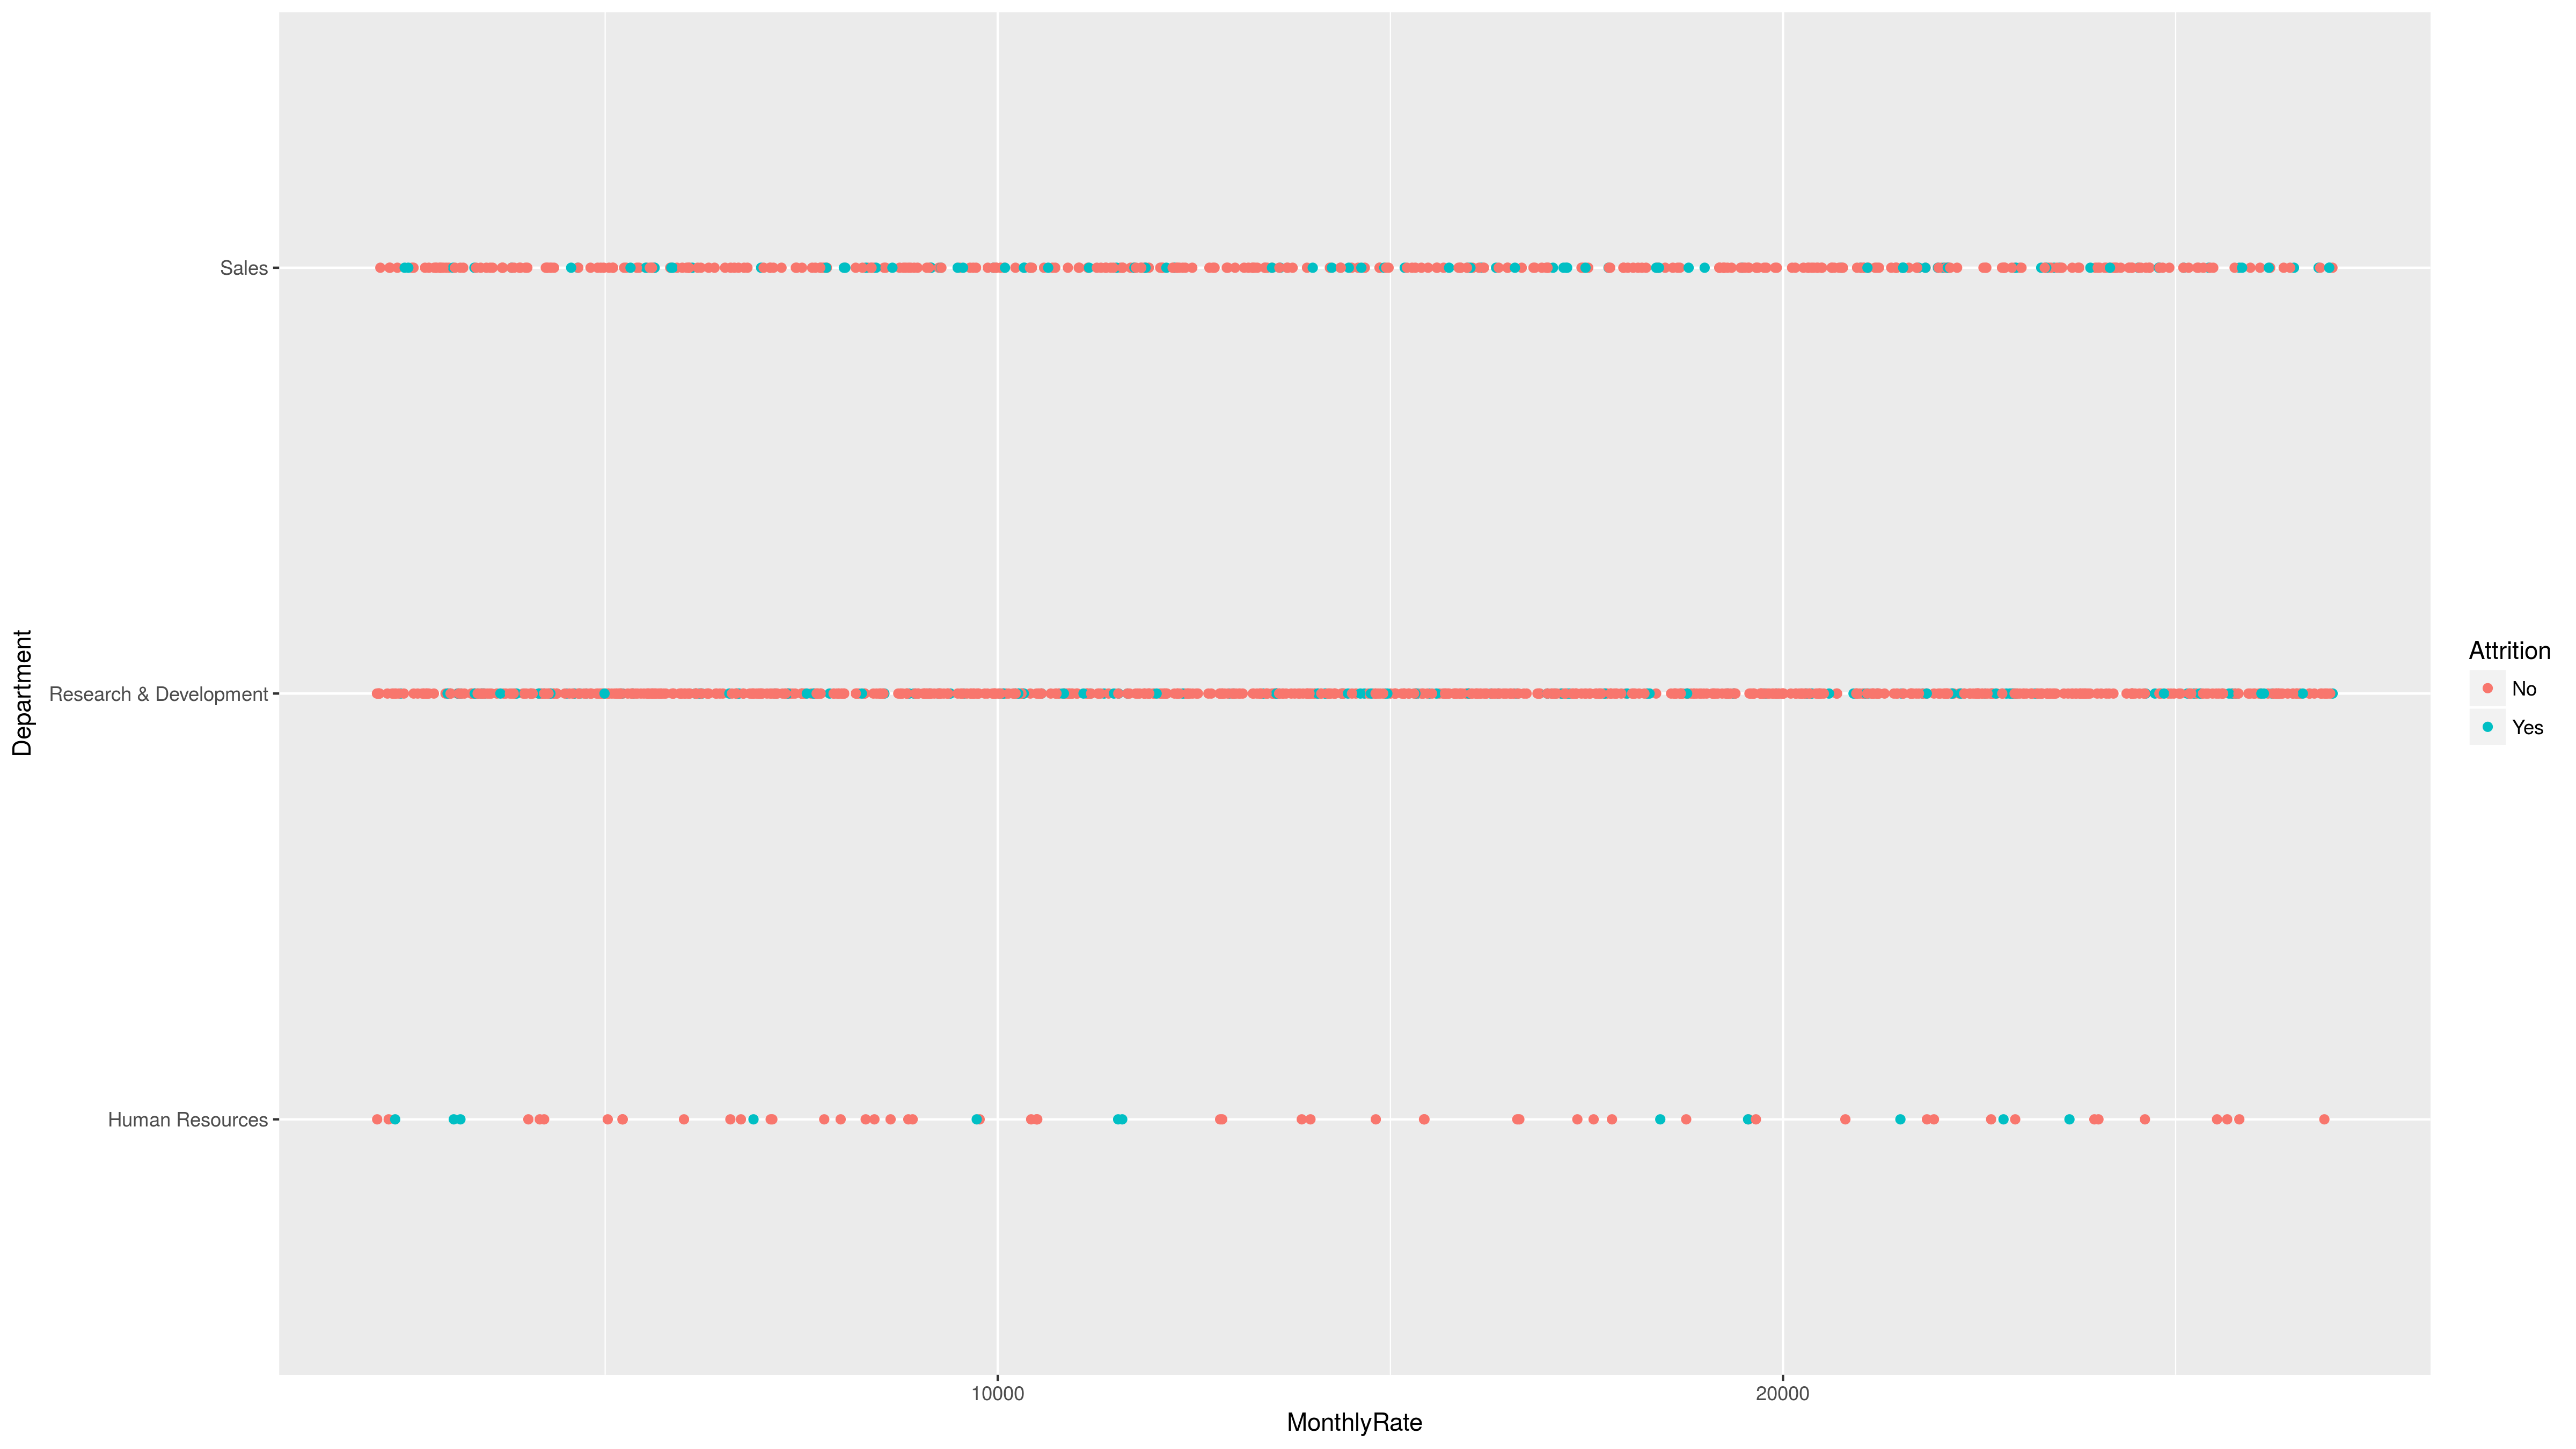 Sales
Research & Development
Human Resources
Department
10000
20000
MonthlyRate
Attrition
No
Yes